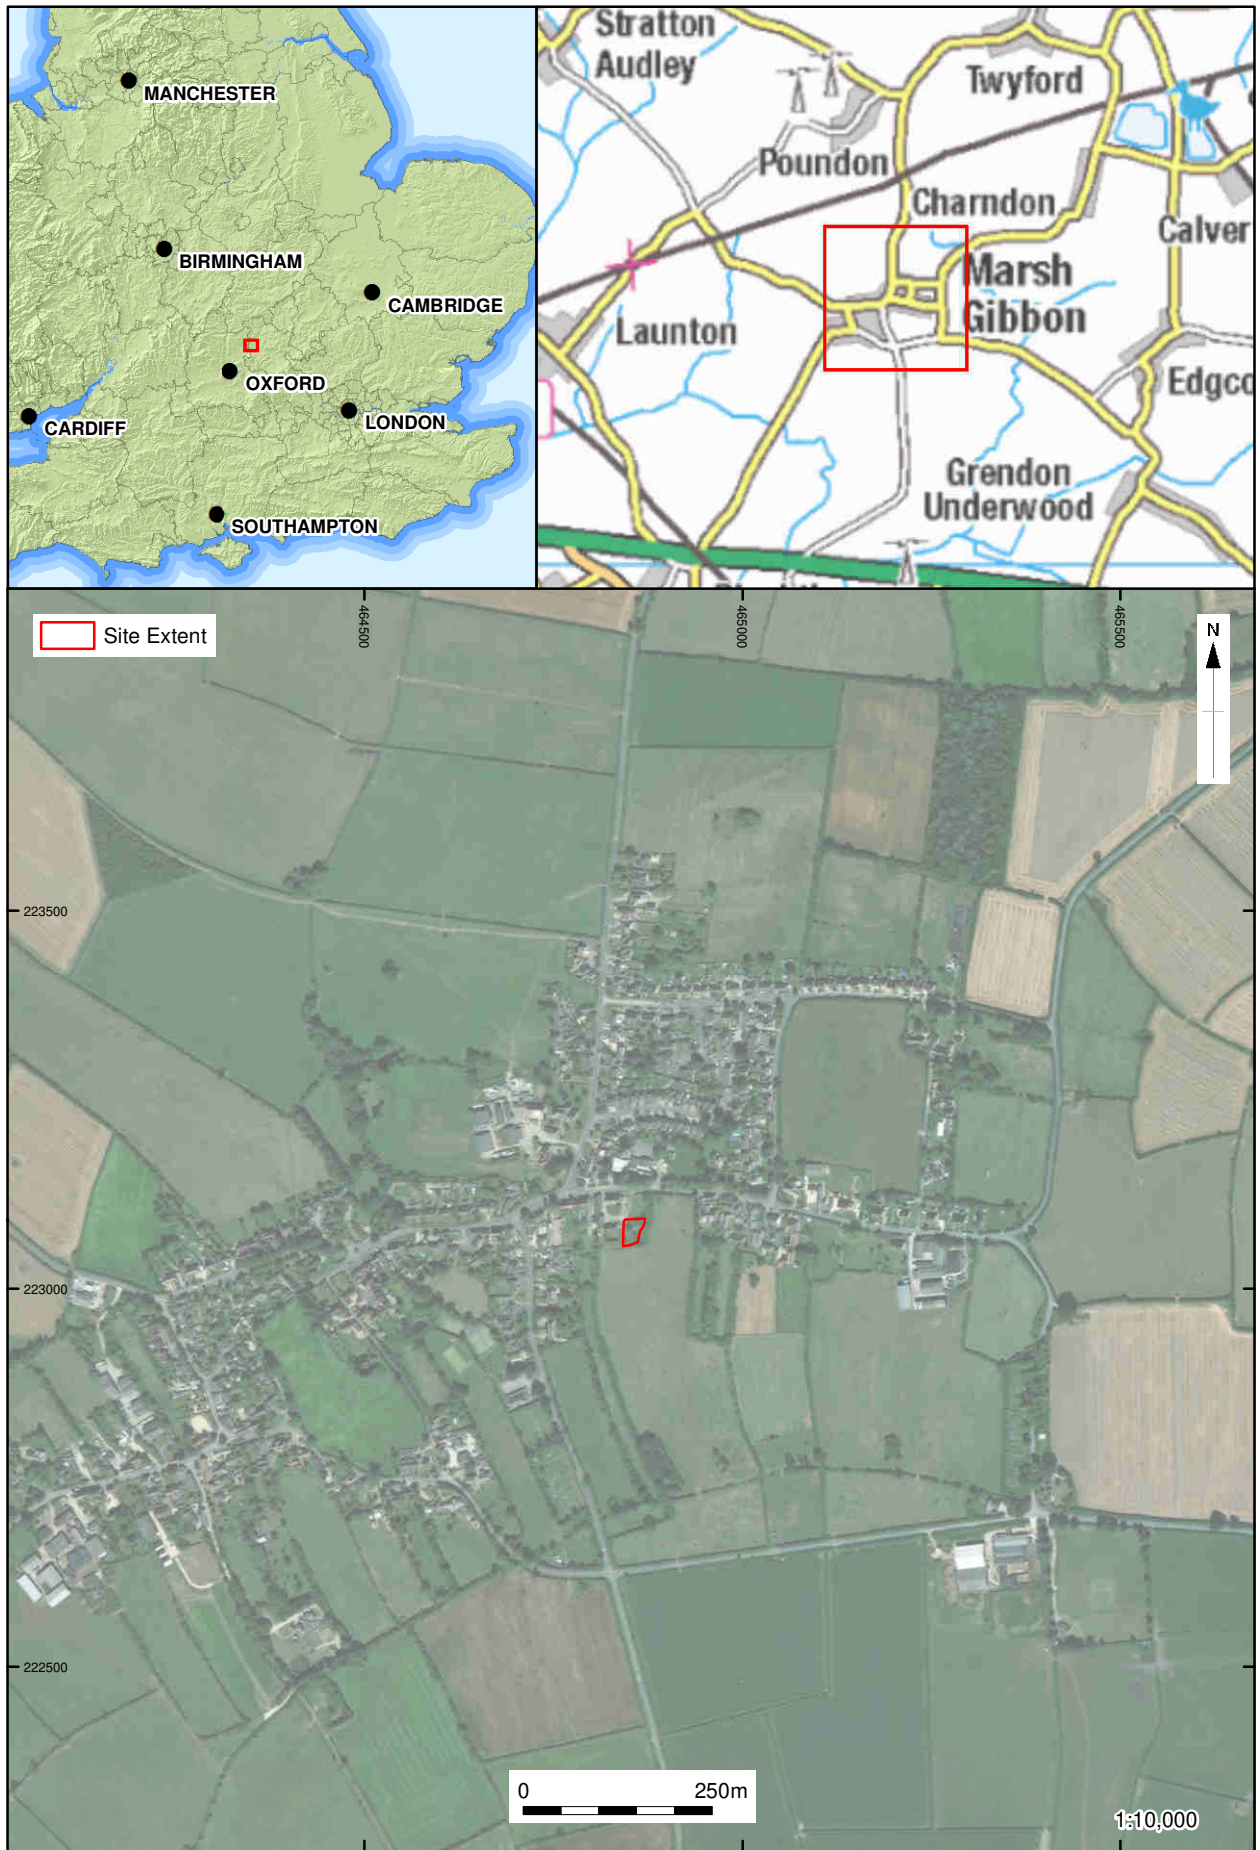 MANCHESTER
BIRMINGHAM
CAMBRIDGE
OXFORD
CARDIFF
LONDON
SOUTHAMPTON
Stratton
Audley
Twyford
Poundon
Charndon
Calver
Marsh
Gibbon
Launton
Edgco
Grendon
Underwood
Site Extent
464500
465000
465500
N
223500
223000
222500
0 250m
1:10,000